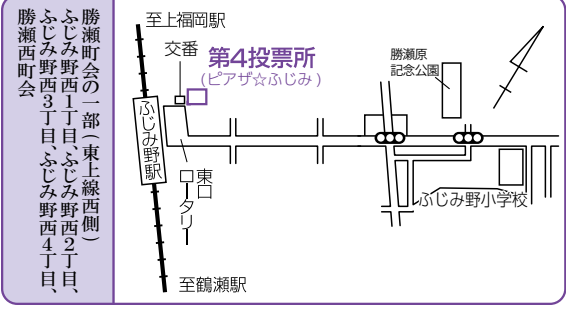 勝瀬町会の一部(東上線西側)
ふじみ野西1丁目、ふじみ野西2丁目、
ふじみ野西3丁目、ふじみ野西4丁目、
勝瀬西町会
至上福岡駅
交番
第4投票所
(ピアザ☆ふじみ)
勝瀬原
記念公園
ふじみ野駅
東口
ロータリー
ふじみ野小学校
至鶴瀬駅